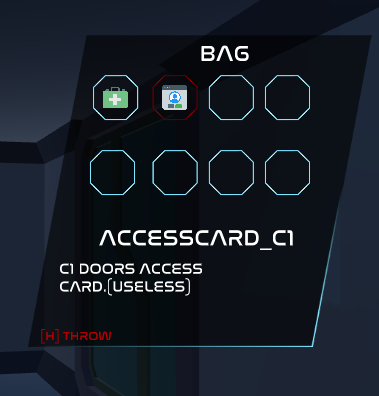 BAG
ACCESSCARD_C1
C1 DOORS ACCESS
CARD.(USELESS)
[H] THROW